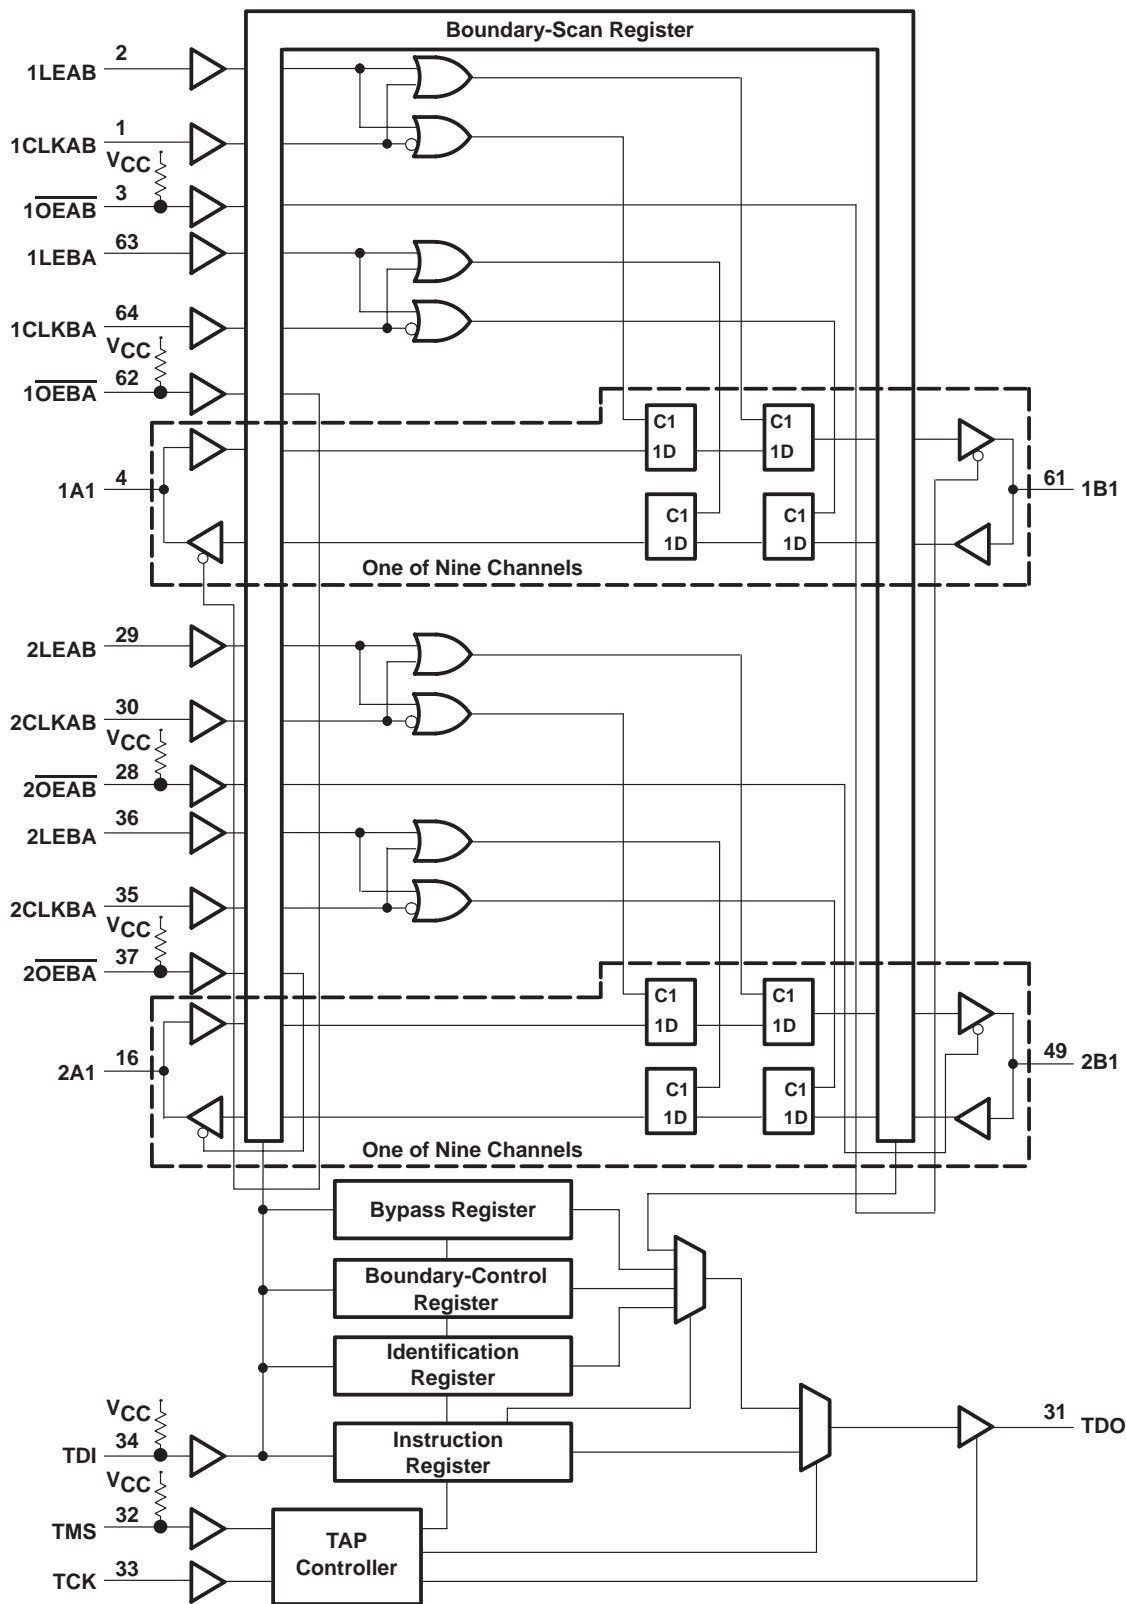 Boundary-Scan Register
2
1LEAB
1
1CLKAB
VCC
3
1O̅E̅A̅B̅
63
1LEBA
64
1CLKBA
VCC
62
1O̅E̅B̅A̅
C1
1D
C1
1D
4
1A1
61
1B1
C1
1D
C1
1D
One of Nine Channels
29
2LEAB
30
2CLKAB
VCC
28
2O̅E̅A̅B̅
36
2LEBA
35
2CLKBA
VCC
37
2O̅E̅B̅A̅
C1
1D
C1
1D
16
2A1
49
2B1
C1
1D
C1
1D
One of Nine Channels
Bypass Register
Boundary-Control
Register
Identification
Register
VCC
34
TDI
Instruction
Register
31
TDO
VCC
32
TMS
TAP
Controller
33
TCK